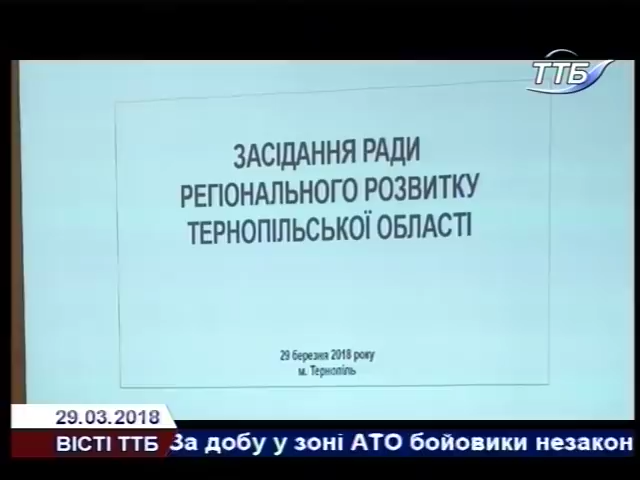 ТТБ
ЗАСІДАННЯ РАДИ
РЕГІОНАЛЬНОГО РОЗВИТКУ
ТЕРНОПІЛЬСЬКОЇ ОБЛАСТІ
29 березня 2018 року
м. Тернопіль
29.03.2018
ВІСТІ ТТБ За добу у зоні АТО бойовики незакон